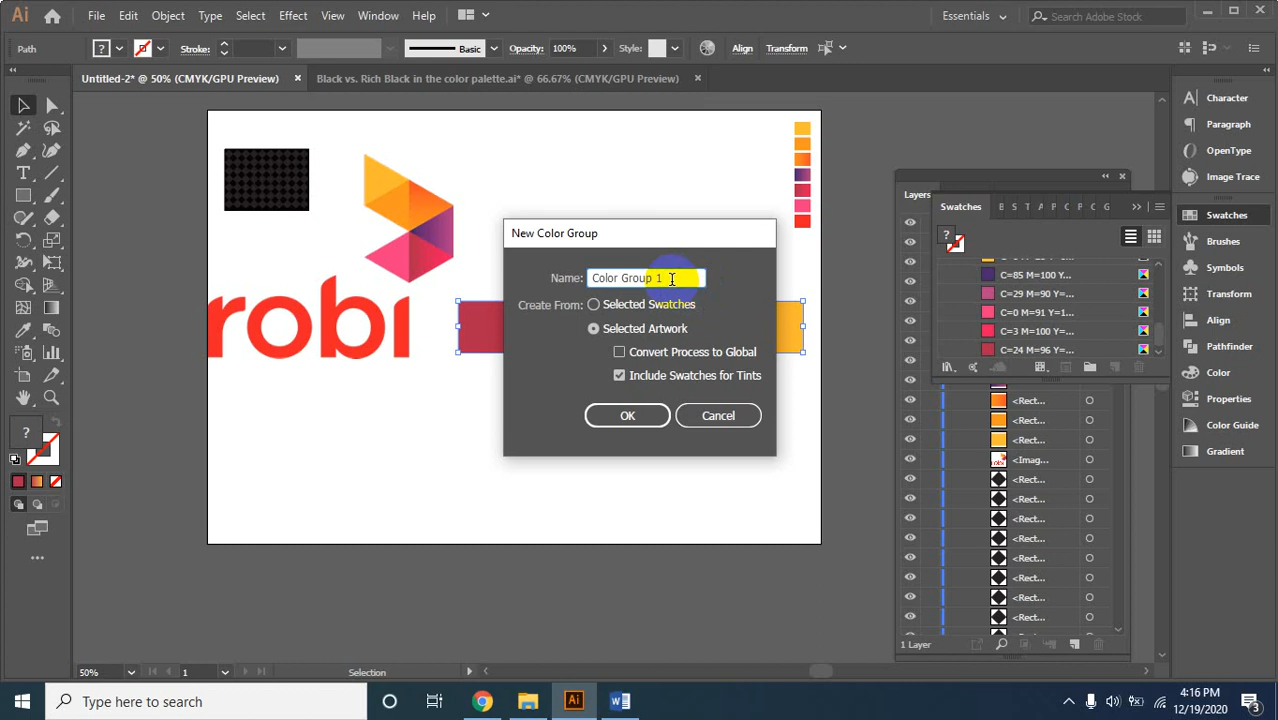 Ai File Edit Object Type Select Effect View Window Help Essentials Search Adobe Stock
Path ? Stroke: Basic Opacity: 100% Style: Align Transform
Untitled-2* @ 50% (CMYK/GPU Preview) × Black vs. Rich Black in the color palette.ai* @ 66.67% (CMYK/GPU Preview) ×
Character
Paragraph
OpenType
Image Trace
Layers
Swatches B S T A P C G
Swatches
Brushes
Symbols
Transform
Align
Pathfinder
Color
Properties
Color Guide
Gradient
?
C=85 M=100 Y=...
C=29 M=90 Y=...
C=0 M=91 Y=1...
C=3 M=100 Y=...
C=24 M=96 Y=...
<Rect...
<Rect...
<Rect...
<Imag...
<Rect...
<Rect...
<Rect...
<Rect...
<Rect...
<Rect...
<Rect...
<Rect...
1 Layer
robi
New Color Group
Name: Color Group 1
Create From: Selected Swatches
Selected Artwork
Convert Process to Global
Include Swatches for Tints
OK Cancel
?
50% 1 Selection
Type here to search
4:16 PM
12/19/2020
3